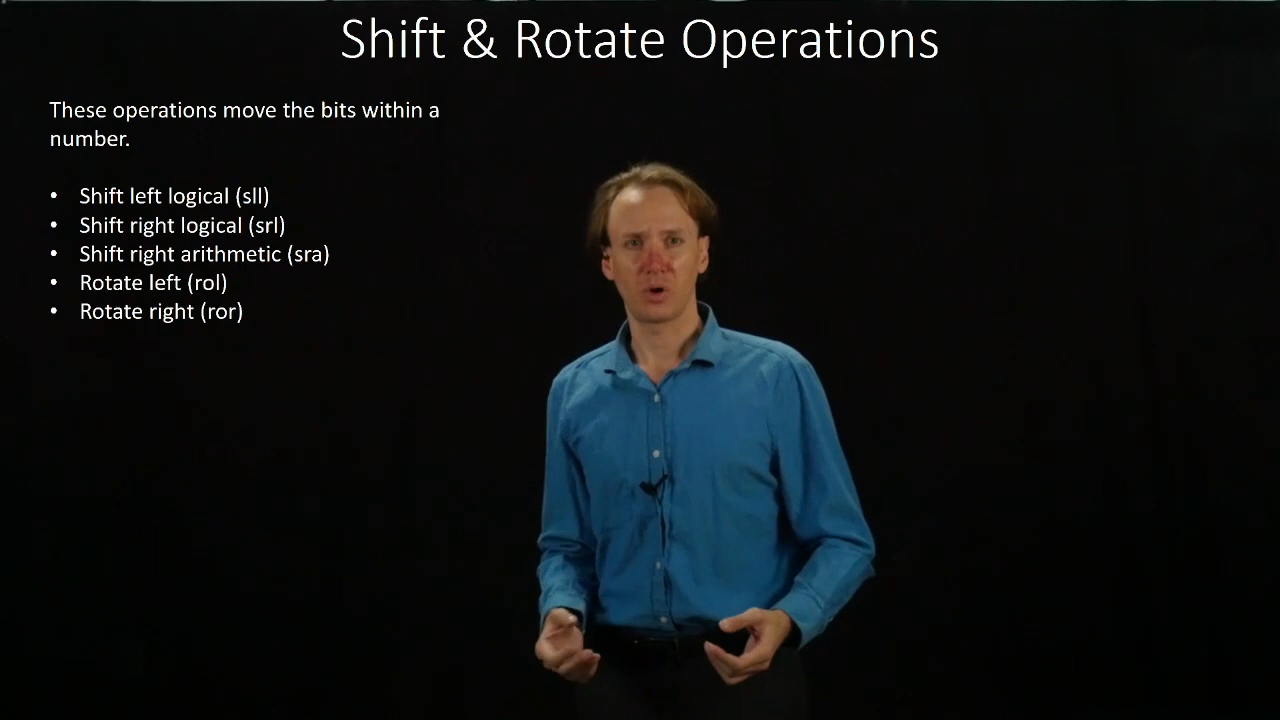 Shift & Rotate Operations
These operations move the bits within a
number.
• Shift left logical (sll)
• Shift right logical (srl)
• Shift right arithmetic (sra)
• Rotate left (rol)
• Rotate right (ror)